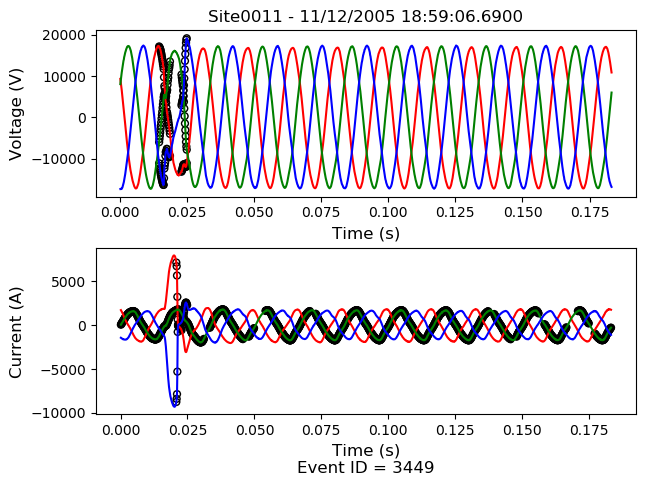 Site0011 - 11/12/2005 18:59:06.6900
Voltage (V)
20000
10000
0
−10000
0.000 0.025 0.050 0.075 0.100 0.125 0.150 0.175
Time (s)
Current (A)
5000
0
−5000
−10000
0.000 0.025 0.050 0.075 0.100 0.125 0.150 0.175
Time (s)
Event ID = 3449